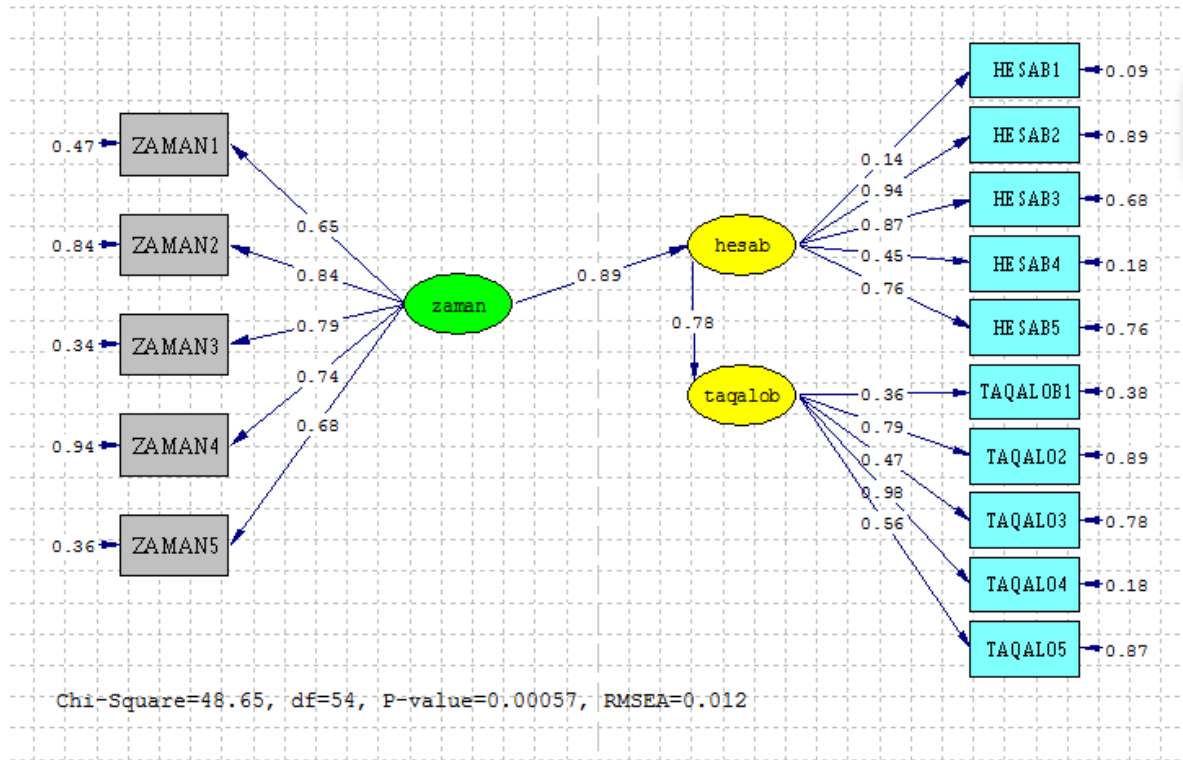 HESAB1
0.09
HESAB2
0.89
0.47
ZAMAN1
0.14
0.94
HESAB3
0.68
0.65
0.87
0.84
ZAMAN2
hesab
0.45
HESAB4
0.18
0.84
0.89
0.76
zaman
0.79
0.78
HESAB5
0.76
0.34
ZAMAN3
0.74
taqalob
0.36
TAQALOB1
0.38
0.68
0.79
0.94
ZAMAN4
0.47
TAQALO2
0.89
0.98
0.56
TAQALO3
0.78
0.36
ZAMAN5
TAQALO4
0.18
TAQALO5
0.87
Chi-Square=48.65, df=54, P-value=0.00057, RMSEA=0.012